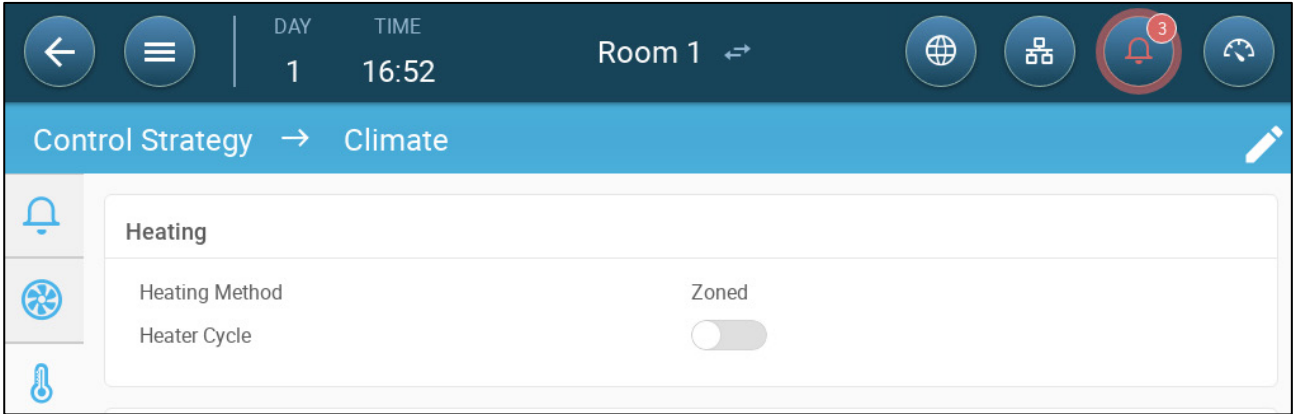 DAY TIME
1 16:52
Room 1
3
Control Strategy → Climate
Heating
Heating Method Zoned
Heater Cycle